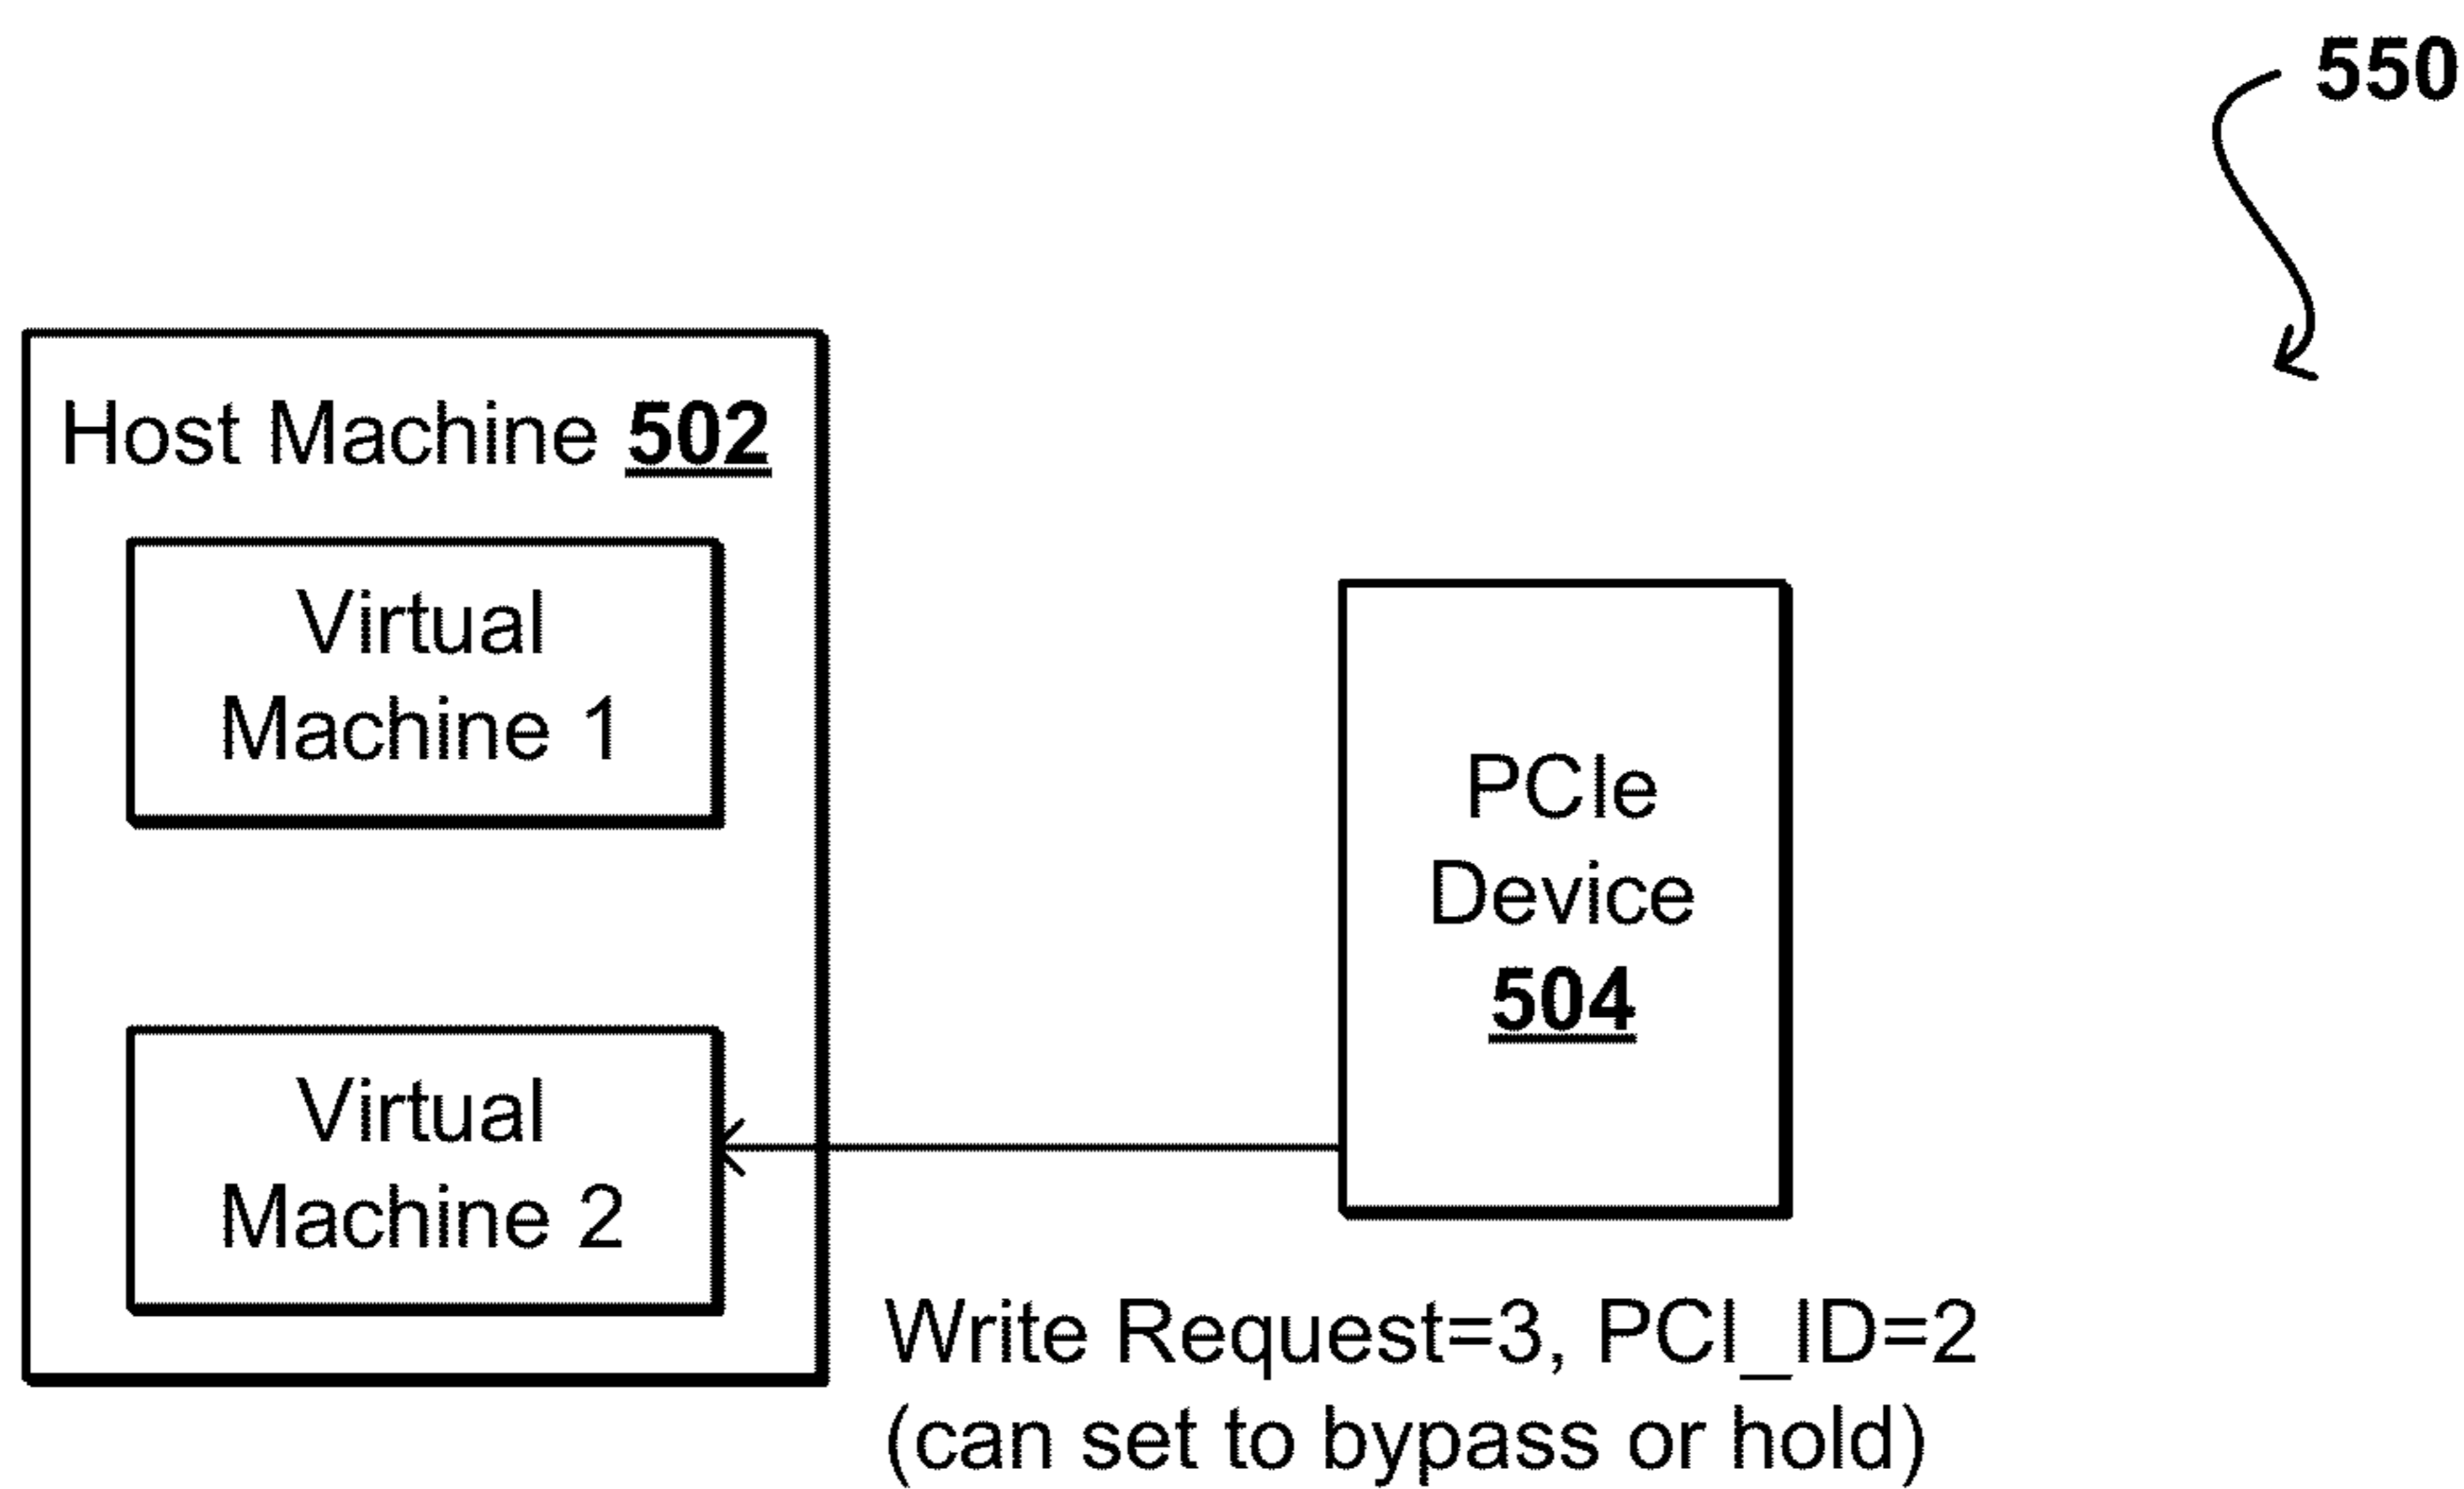 550
Host Machine 502
Virtual
Machine 1
PCIe
Device
504
Virtual
Machine 2
Write Request=3, PCI_ID=2
(can set to bypass or hold)